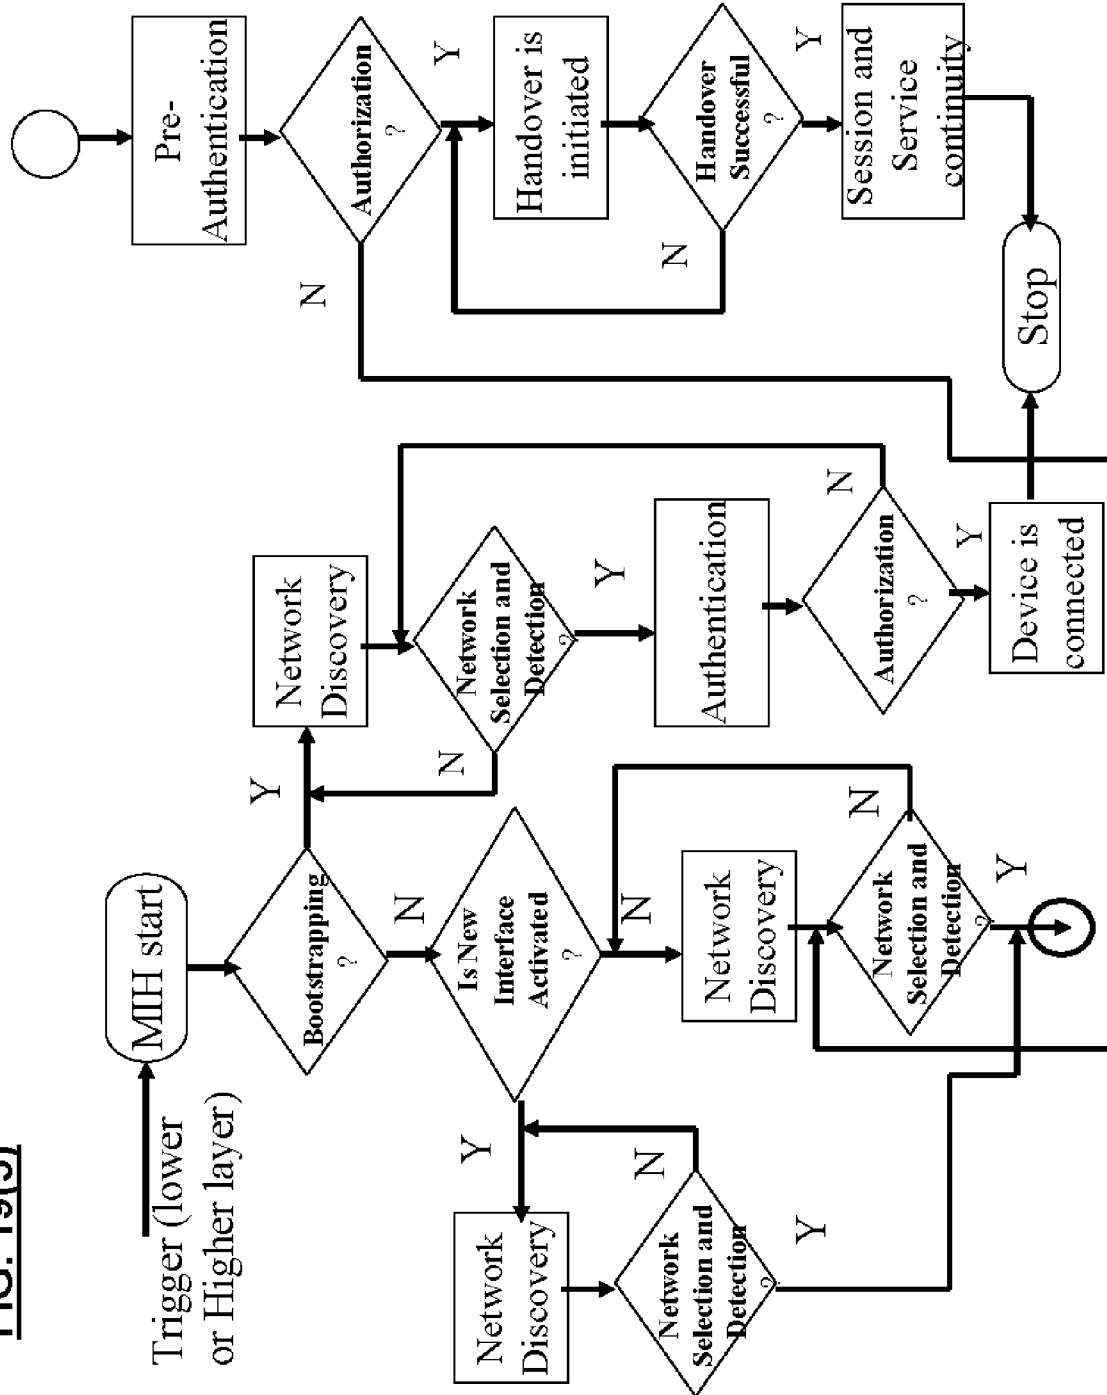 FIG.
Trigger (lower
or Higher layer)
MIH start
Bootstrapping
?
Y
N
Network
Discovery
Network
Selection and
Detection
?
N
Y
Authentication
Authorization
?
N
Y
Device is
connected
Stop
Is New
Interface
Activated
?
Y
N
Network
Discovery
Network
Selection and
Detection
?
N
Y
Network
Discovery
Network
Selection and
Detection
?
N
Y
Pre-
Authentication
Authorization
?
N
Y
Handover is
initiated
Handover
Successful
?
N
Y
Session and
Service
continuity